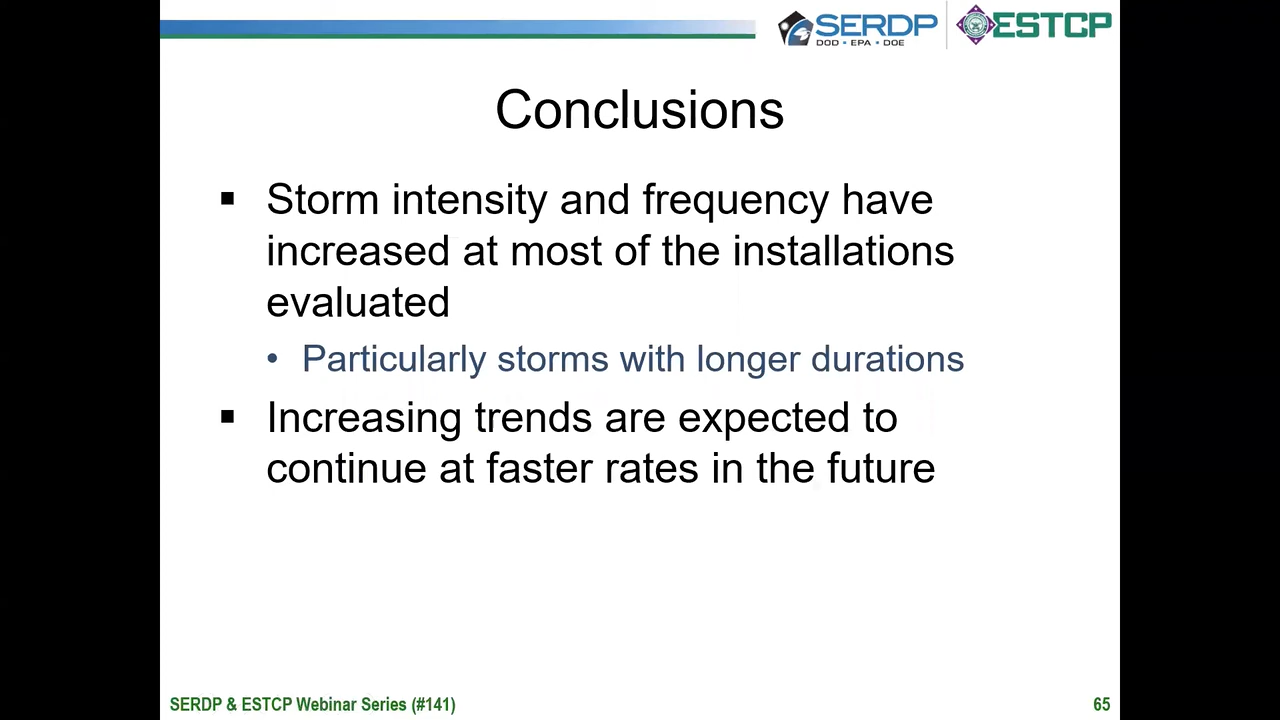 SERDP
DOD • EPA • DOE
ESTCP
Conclusions
▪ Storm intensity and frequency have
increased at most of the installations
evaluated
• Particularly storms with longer durations
▪ Increasing trends are expected to
continue at faster rates in the future
SERDP & ESTCP Webinar Series (#141)
65